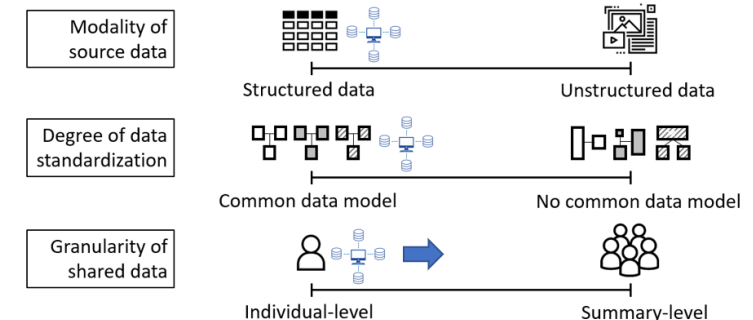 Modality of
source data
Structured data
Unstructured data
Degree of data
standardization
Common data model
No common data model
Granularity of
shared data
Individual-level
Summary-level